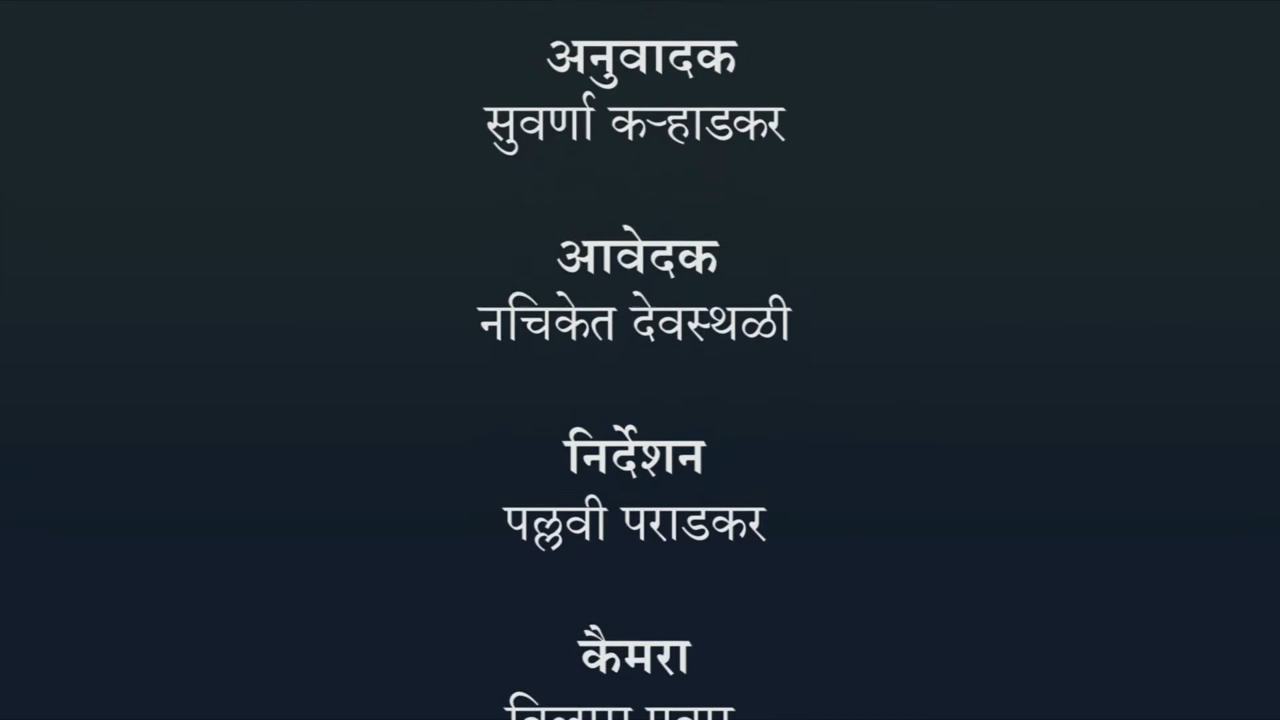 अनुवादक
सुवर्णा कऱ्हाडकर
आवेदक
नचिकेत देवस्थळी
निर्देशन
पल्लवी पराडकर
कैमरा